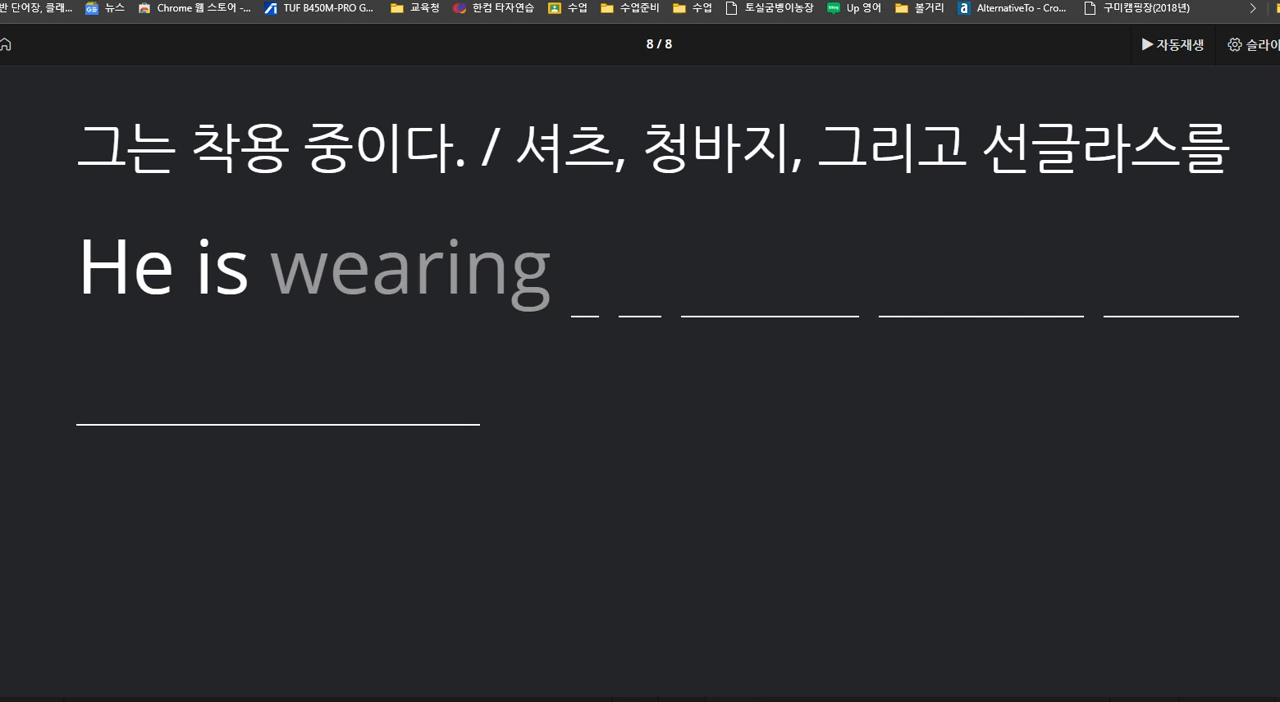 반 단어장, 클래... 뉴스 Chrome 웹 스토어 -... TUF B450M-PRO G... 교육청 한컴 타자연습 수업 수업준비 수업 토실굼벵이농장 Up 영어 볼거리 AlternativeTo - Cro... 구미캠핑장(2018년)
8 / 8 자동재생 슬라이
그는 착용 중이다. / 셔츠, 청바지, 그리고 선글라스를
He is wearing